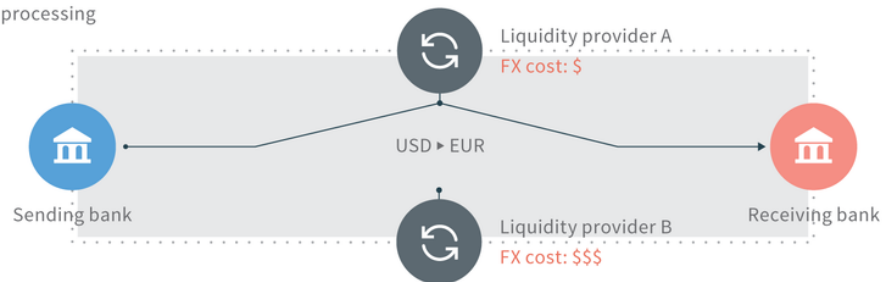 processing
Liquidity provider A
FX cost: $
USD ▸ EUR
Sending bank
Receiving bank
Liquidity provider B
FX cost: $$$